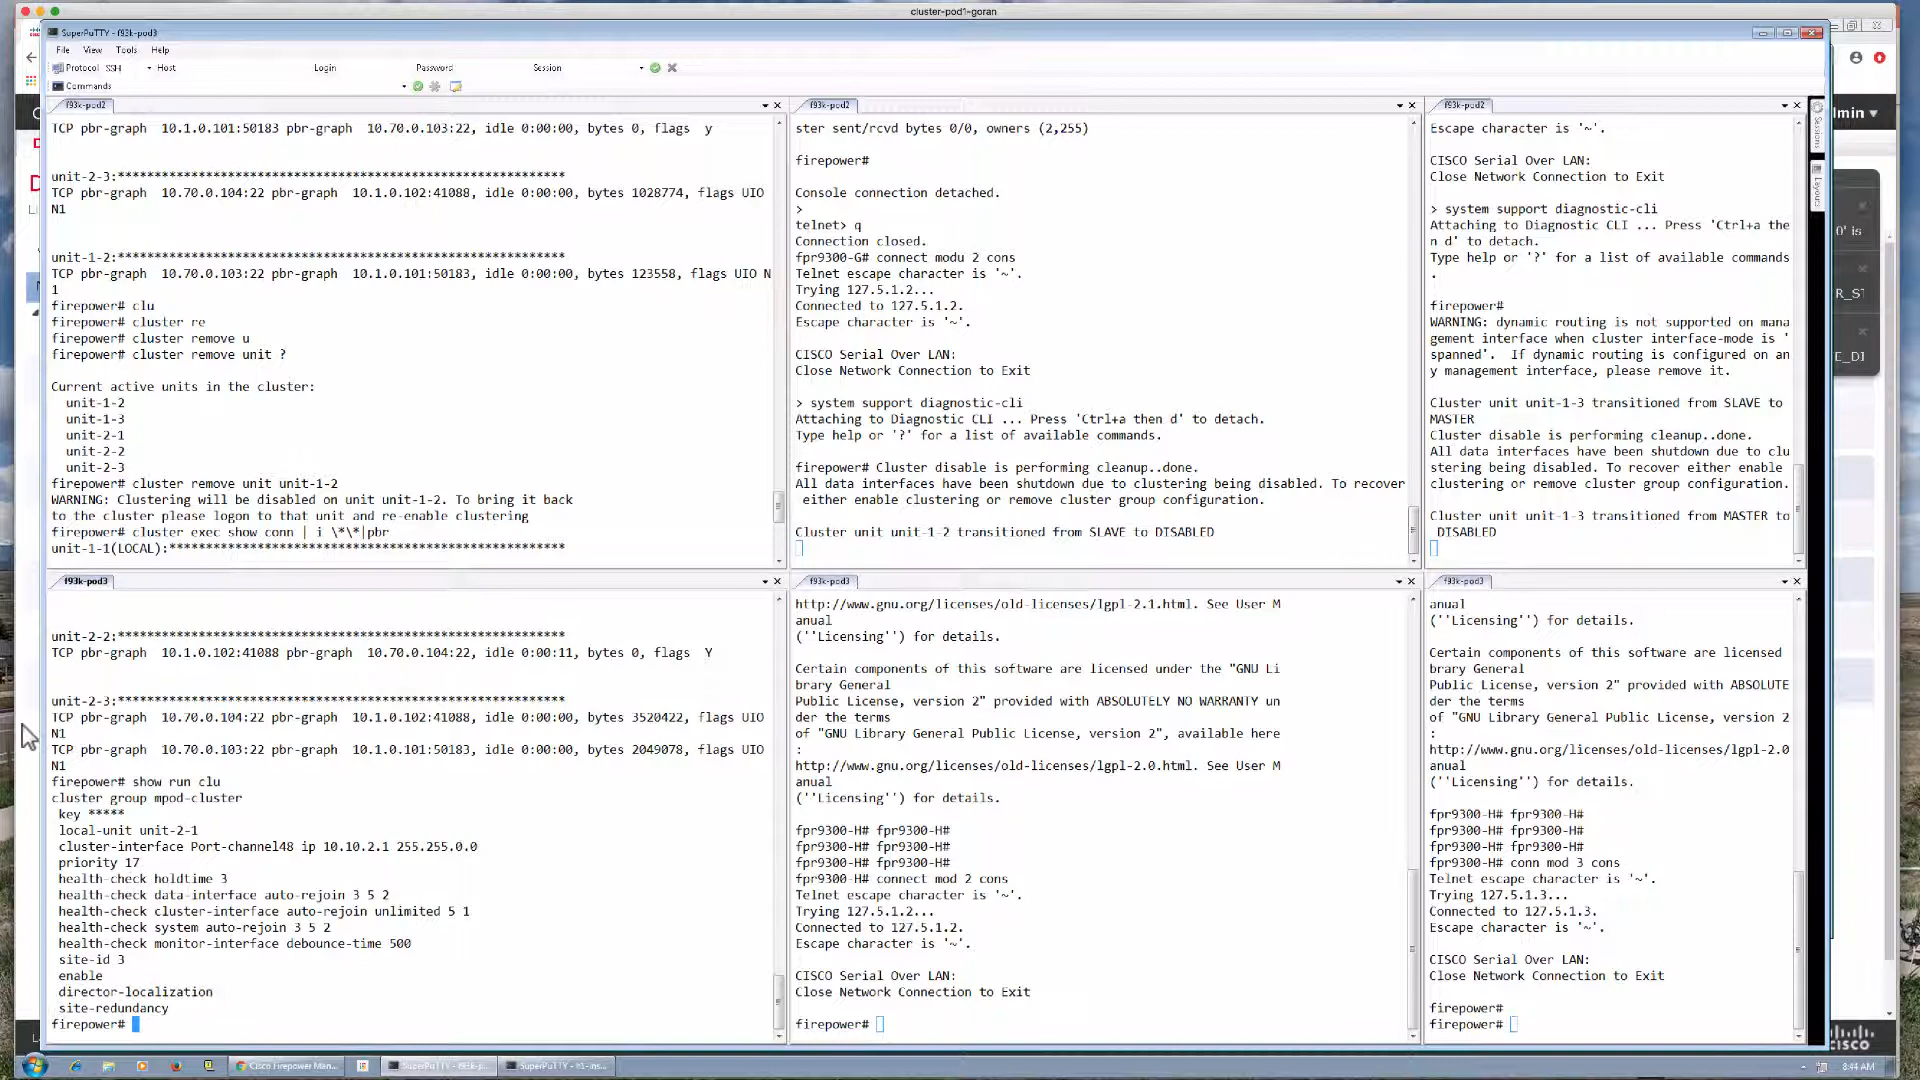 cluster-pod1-goran
SuperPuTTY - f93k-pod3
File View Tools Help
Protocol SSH Host Login Password Session
Commands
f93k-pod2
TCP pbr-graph 10.1.0.101:50183 pbr-graph 10.70.0.103:22, idle 0:00:00, bytes 0, flags y
unit-2-3:*************************************************************
TCP pbr-graph 10.70.0.104:22 pbr-graph 10.1.0.102:41088, idle 0:00:00, bytes 1028774, flags UIO
N1
unit-1-2:*************************************************************
TCP pbr-graph 10.70.0.103:22 pbr-graph 10.1.0.101:50183, idle 0:00:00, bytes 123558, flags UIO N
1
firepower# clu
firepower# cluster re
firepower# cluster remove u
firepower# cluster remove unit ?
Current active units in the cluster:
unit-1-2
unit-1-3
unit-2-1
unit-2-2
unit-2-3
firepower# cluster remove unit unit-1-2
WARNING: Clustering will be disabled on unit unit-1-2. To bring it back
to the cluster please logon to that unit and re-enable clustering
firepower# cluster exec show conn | i \*\*|pbr
unit-1-1(LOCAL):******************************************************
f93k-pod2
ster sent/rcvd bytes 0/0, owners (2,255)
firepower#
Console connection detached.
>
telnet> q
Connection closed.
fpr9300-G# connect modu 2 cons
Telnet escape character is '~'.
Trying 127.5.1.2...
Connected to 127.5.1.2.
Escape character is '~'.
CISCO Serial Over LAN:
Close Network Connection to Exit
> system support diagnostic-cli
Attaching to Diagnostic CLI ... Press 'Ctrl+a then d' to detach.
Type help or '?' for a list of available commands.
firepower# Cluster disable is performing cleanup..done.
All data interfaces have been shutdown due to clustering being disabled. To recover
either enable clustering or remove cluster group configuration.
Cluster unit unit-1-2 transitioned from SLAVE to DISABLED
f93k-pod2
Escape character is '~'.
CISCO Serial Over LAN:
Close Network Connection to Exit
> system support diagnostic-cli
Attaching to Diagnostic CLI ... Press 'Ctrl+a the
n d' to detach.
Type help or '?' for a list of available commands
.
firepower#
WARNING: dynamic routing is not supported on mana
gement interface when cluster interface-mode is '
spanned'. If dynamic routing is configured on an
y management interface, please remove it.
Cluster unit unit-1-3 transitioned from SLAVE to
MASTER
Cluster disable is performing cleanup..done.
All data interfaces have been shutdown due to clu
stering being disabled. To recover either enable
clustering or remove cluster group configuration.
Cluster unit unit-1-3 transitioned from MASTER to
DISABLED
Sessions
Layouts
min
0' is
R_ST
E_DI
f93k-pod3
unit-2-2:*************************************************************
TCP pbr-graph 10.1.0.102:41088 pbr-graph 10.70.0.104:22, idle 0:00:11, bytes 0, flags Y
unit-2-3:*************************************************************
TCP pbr-graph 10.70.0.104:22 pbr-graph 10.1.0.102:41088, idle 0:00:00, bytes 3520422, flags UIO
N1
TCP pbr-graph 10.70.0.103:22 pbr-graph 10.1.0.101:50183, idle 0:00:00, bytes 2049078, flags UIO
N1
firepower# show run clu
cluster group mpod-cluster
key *****
local-unit unit-2-1
cluster-interface Port-channel48 ip 10.10.2.1 255.255.0.0
priority 17
health-check holdtime 3
health-check data-interface auto-rejoin 3 5 2
health-check cluster-interface auto-rejoin unlimited 5 1
health-check system auto-rejoin 3 5 2
health-check monitor-interface debounce-time 500
site-id 3
enable
director-localization
site-redundancy
firepower#
f93k-pod3
http://www.gnu.org/licenses/old-licenses/lgpl-2.1.html. See User M
anual
(''Licensing'') for details.
Certain components of this software are licensed under the "GNU Li
brary General
Public License, version 2" provided with ABSOLUTELY NO WARRANTY un
der the terms
of "GNU Library General Public License, version 2", available here
:
http://www.gnu.org/licenses/old-licenses/lgpl-2.0.html. See User M
anual
(''Licensing'') for details.
fpr9300-H# fpr9300-H#
fpr9300-H# fpr9300-H#
fpr9300-H# fpr9300-H#
fpr9300-H# connect mod 2 cons
Telnet escape character is '~'.
Trying 127.5.1.2...
Connected to 127.5.1.2.
Escape character is '~'.
CISCO Serial Over LAN:
Close Network Connection to Exit
firepower#
f93k-pod3
anual
(''Licensing'') for details.
Certain components of this software are licensed
brary General
Public License, version 2" provided with ABSOLUTE
der the terms
of "GNU Library General Public License, version 2
:
http://www.gnu.org/licenses/old-licenses/lgpl-2.0
anual
(''Licensing'') for details.
fpr9300-H# fpr9300-H#
fpr9300-H# fpr9300-H#
fpr9300-H# fpr9300-H#
fpr9300-H# conn mod 3 cons
Telnet escape character is '~'.
Trying 127.5.1.3...
Connected to 127.5.1.3.
Escape character is '~'.
CISCO Serial Over LAN:
Close Network Connection to Exit
firepower#
firepower#
cisco
Cisco Firepower Man...
SuperPuTTY - f93k-p...
SuperPuTTY - n1-ins...
8:44 AM